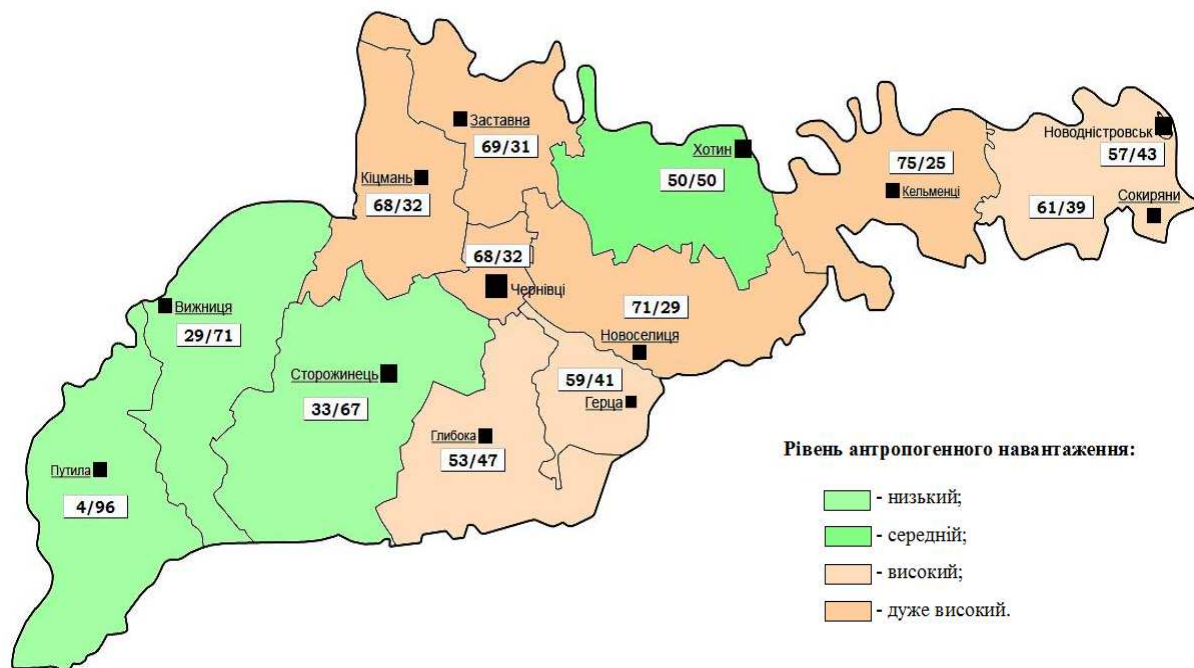 Заставна
69/31
Хотин
50/50
Новодністровськ
57/43
75/25
Кельменці
61/39
Сокиряни
Кіцмань
68/32
68/32
Чернівці
Вижниця
29/71
71/29
Новоселиця
Сторожинець
33/67
59/41
Герца
Глибока
53/47
Путила
4/96
Рівень антропогенного навантаження:
- низький;
- середній;
- високий;
- дуже високий.